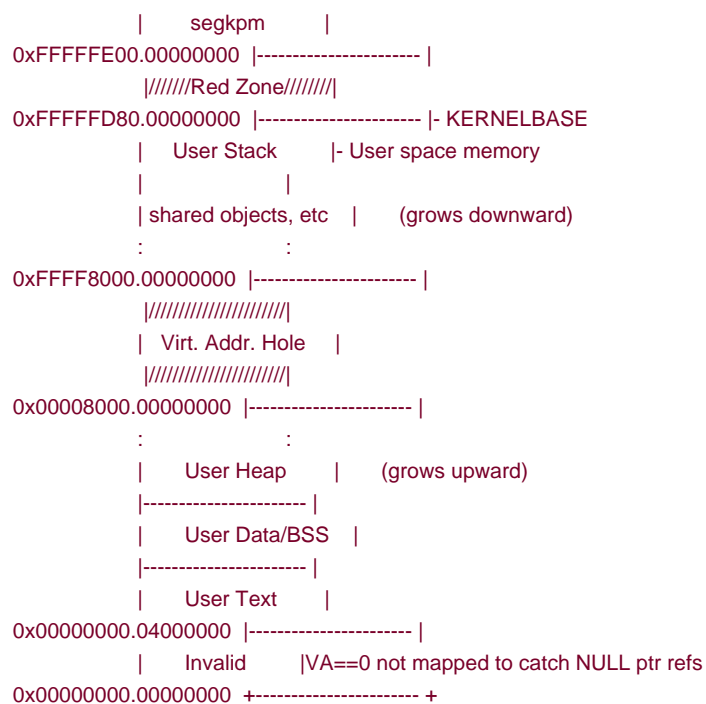 | segkpm |
0xFFFFFE00.00000000 |----------------------- |
|///////Red Zone////////|
0xFFFFFD80.00000000 |----------------------- |- KERNELBASE
| User Stack |- User space memory
| |
| shared objects, etc | (grows downward)
: :
0xFFFF8000.00000000 |----------------------- |
|///////////////////////|
| Virt. Addr. Hole |
|///////////////////////|
0x00008000.00000000 |----------------------- |
: :
| User Heap | (grows upward)
|----------------------- |
| User Data/BSS |
|----------------------- |
| User Text |
0x00000000.04000000 |----------------------- |
| Invalid |VA==0 not mapped to catch NULL ptr refs
0x00000000.00000000 +----------------------- +